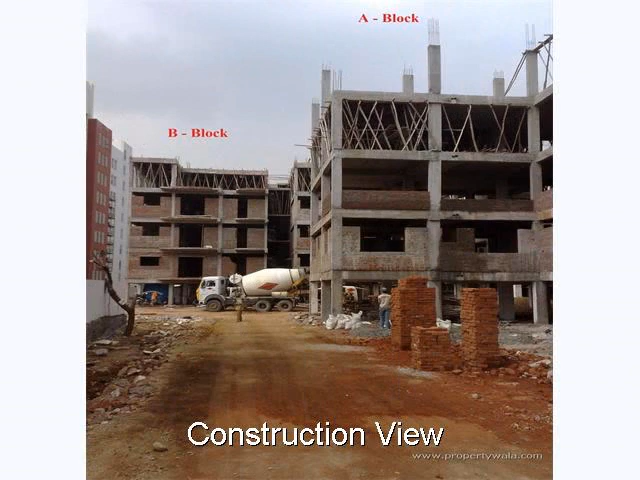 A - Block
B - Block
Construction View
www.propertywala.com